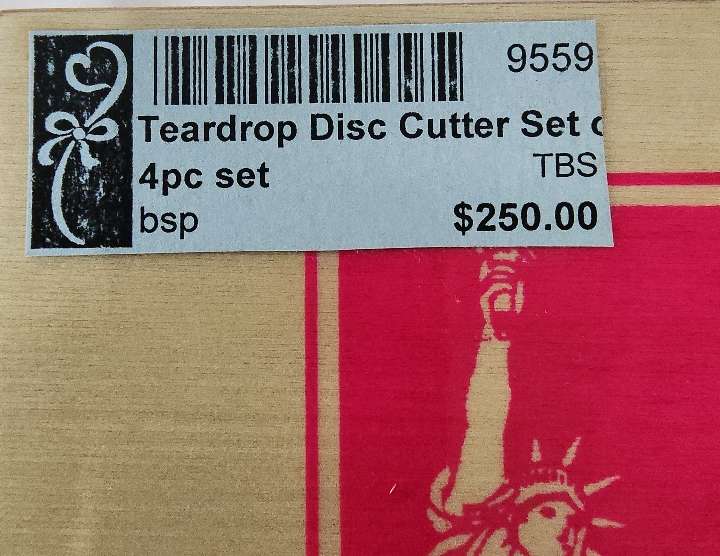 9559
Teardrop Disc Cutter Set
4pc set TBS
bsp $250.00